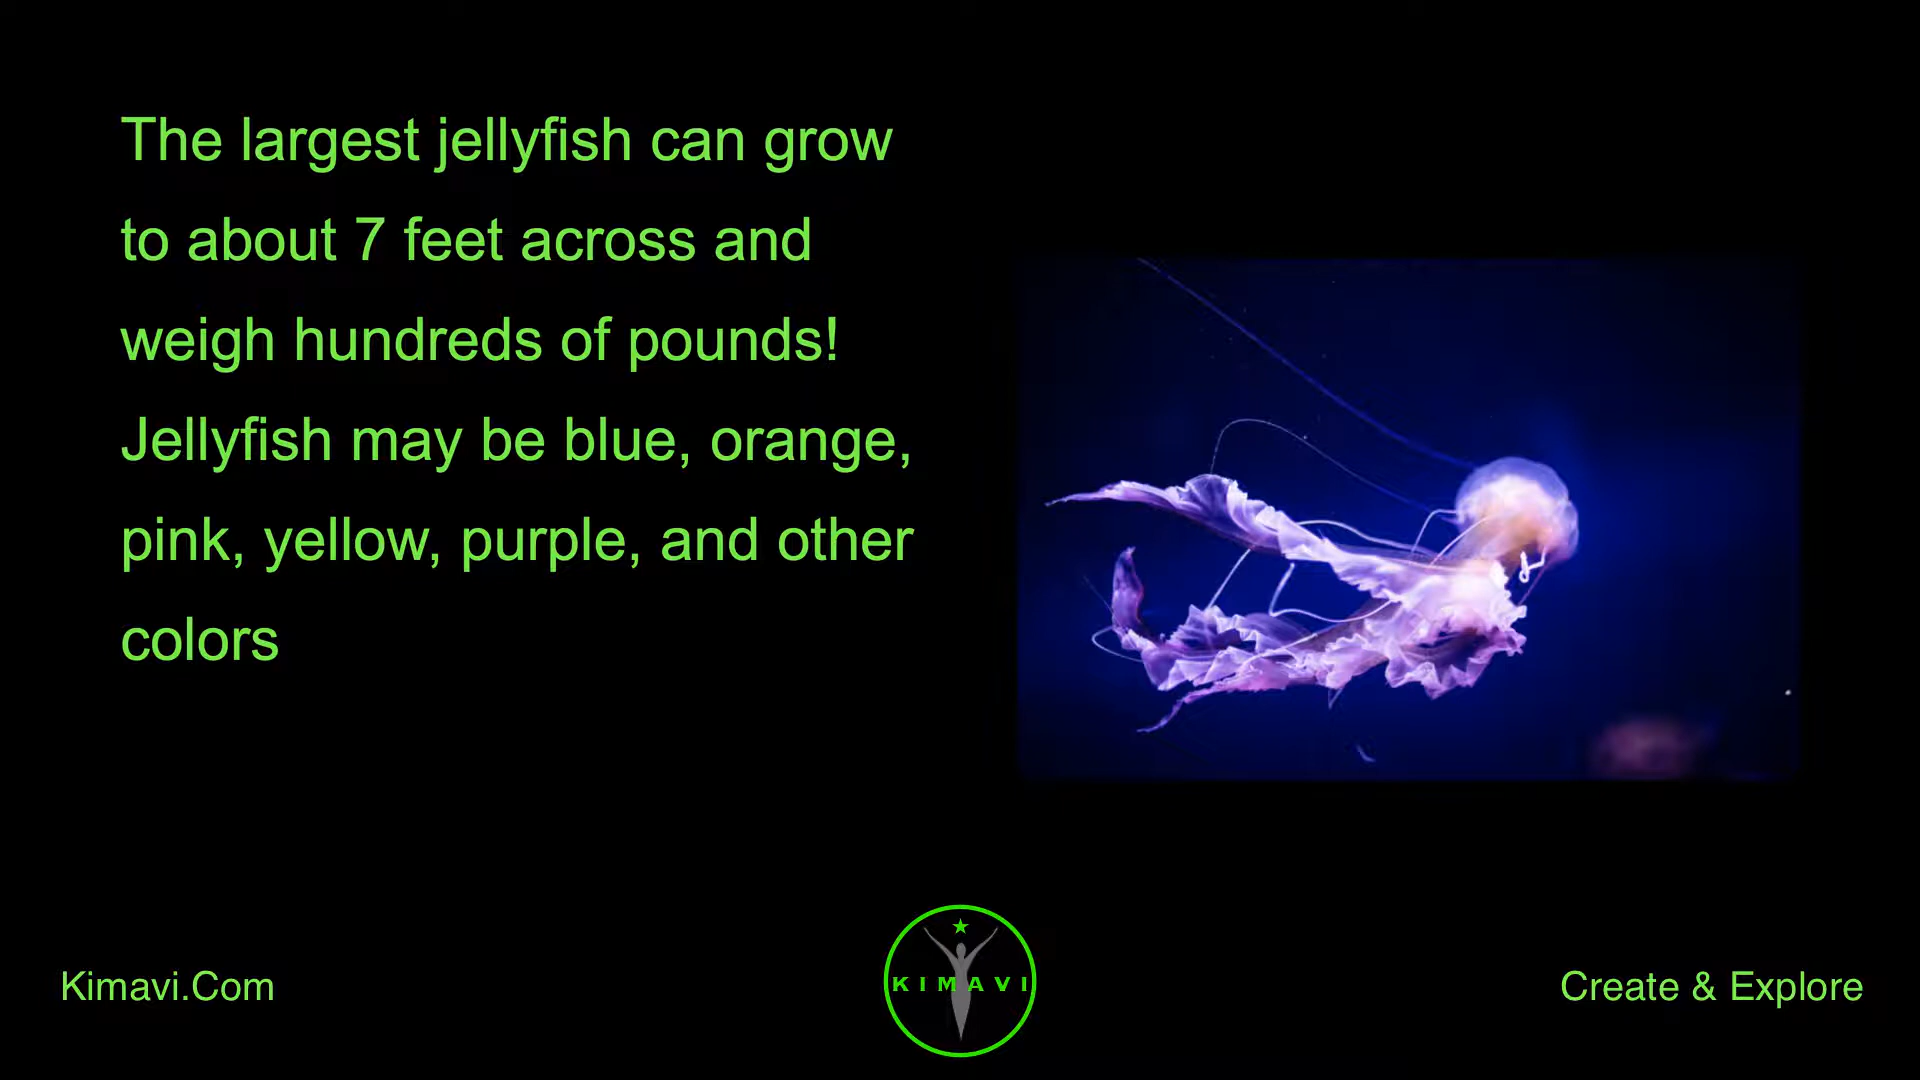 The largest jellyfish can grow
to about 7 feet across and
weigh hundreds of pounds!
Jellyfish may be blue, orange,
pink, yellow, purple, and other
colors
Kimavi.Com
KIMAVI
Create & Explore